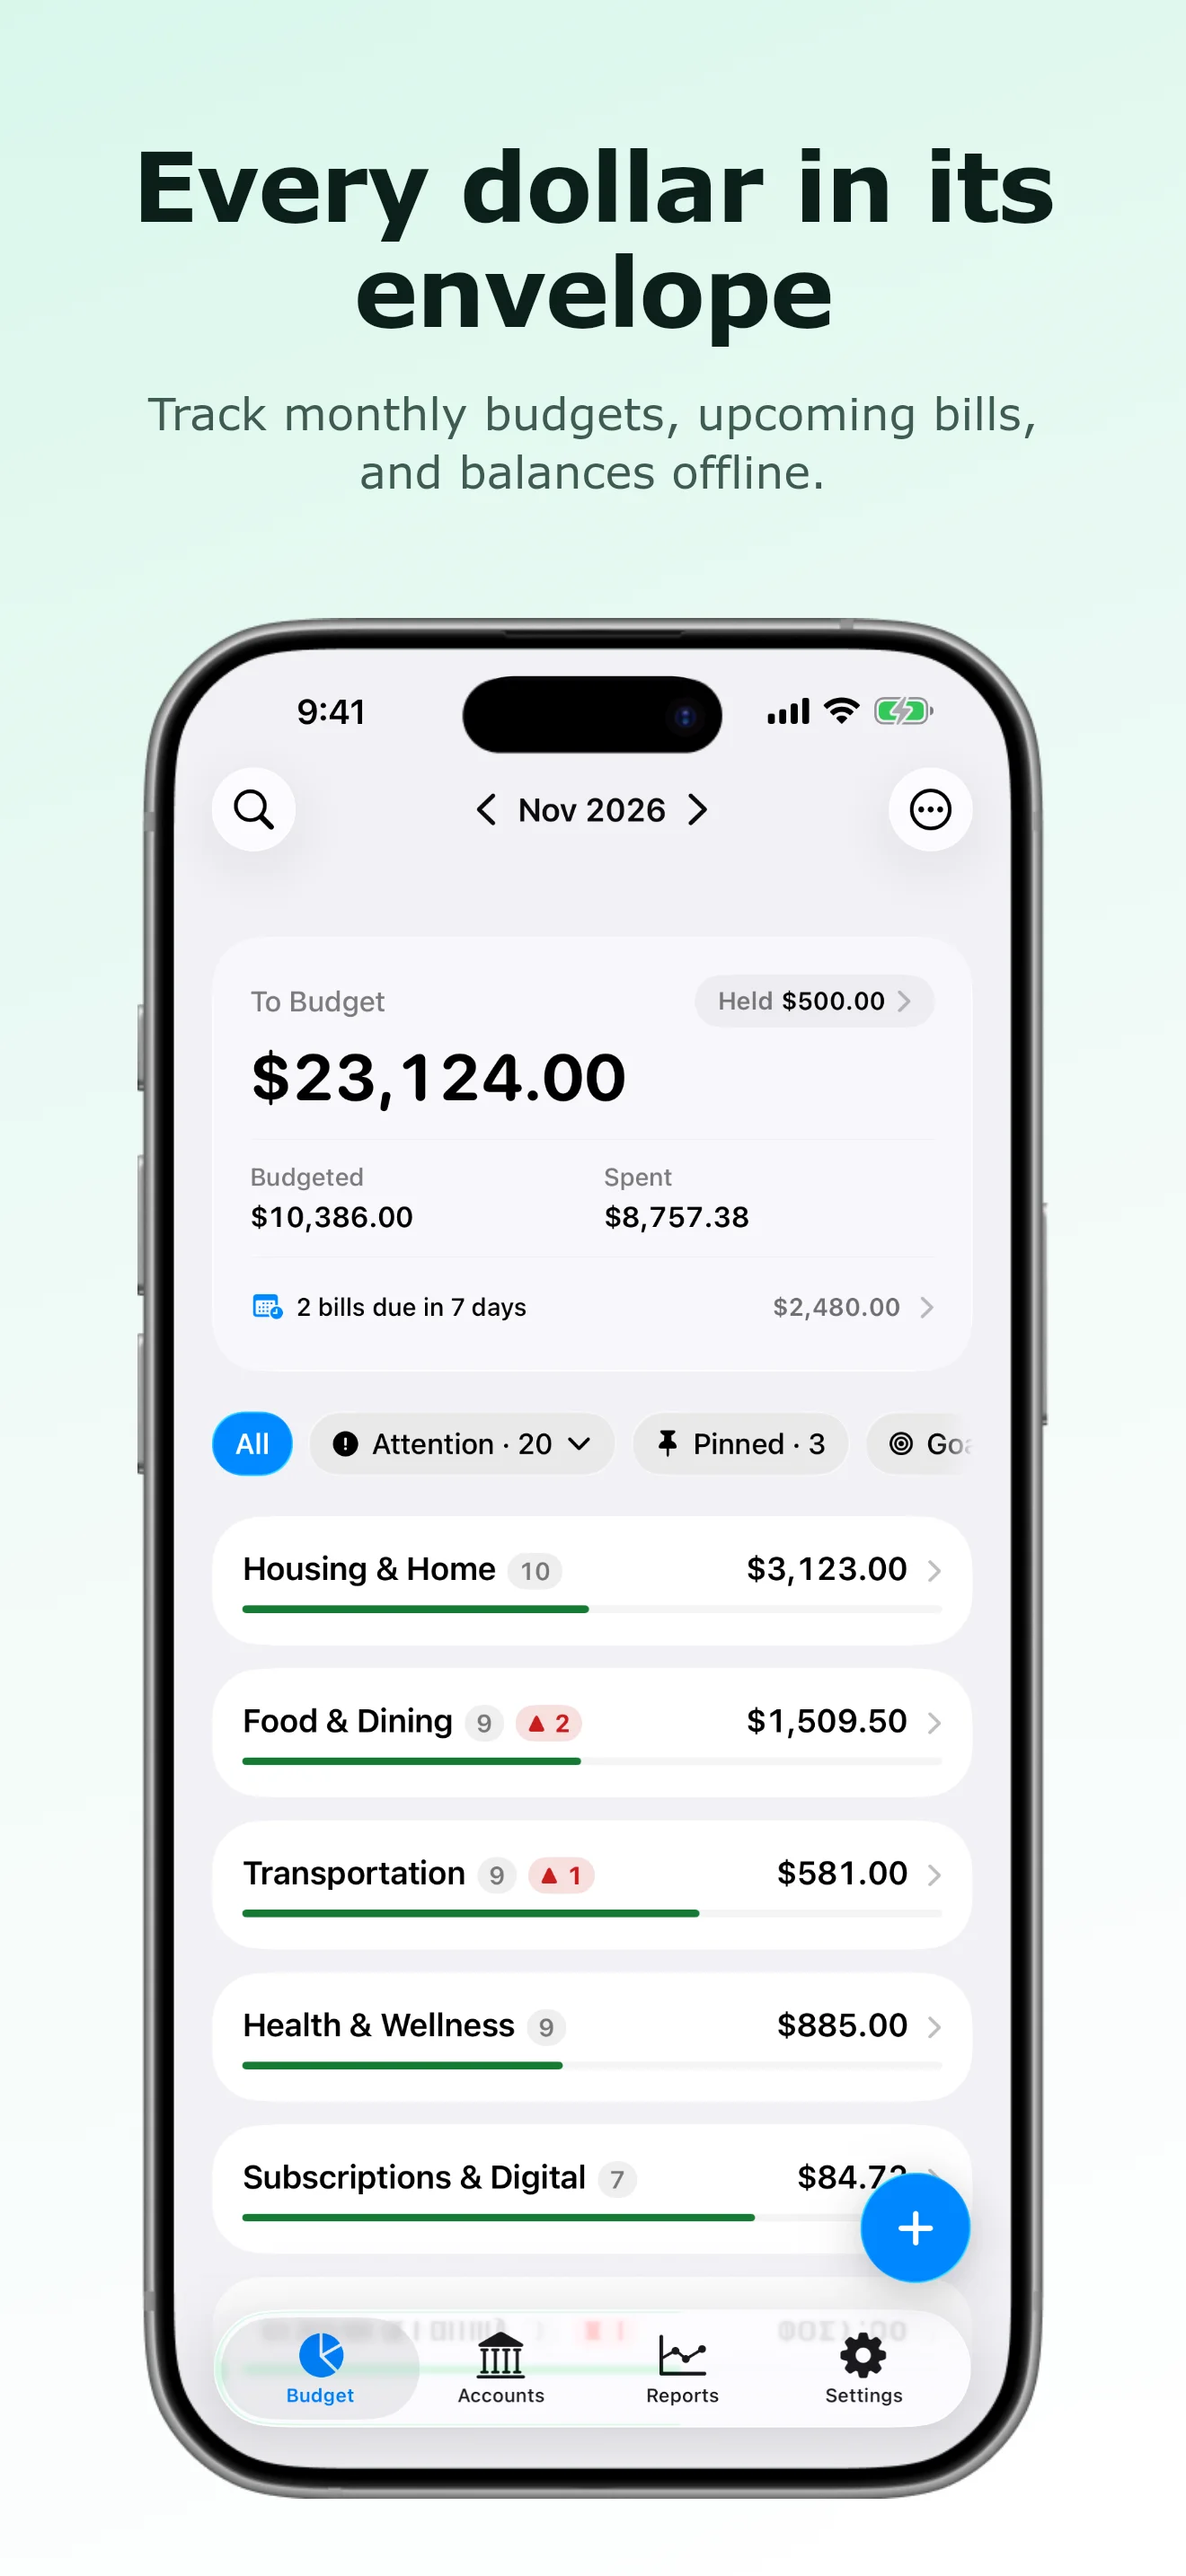 Every dollar in its
envelope
Track monthly budgets, upcoming bills,
and balances offline.
9:41
Nov 2026
To Budget
Held $500.00
$23,124.00
Budgeted
Spent
$10,386.00
$8,757.38
2 bills due in 7 days
$2,480.00
All
Attention · 20
Pinned · 3
Housing & Home 10 $3,123.00
Food & Dining 9 2 $1,509.50
Transportation 9 1 $581.00
Health & Wellness 9 $885.00
Subscriptions & Digital 7
Budget
Accounts
Reports
Settings